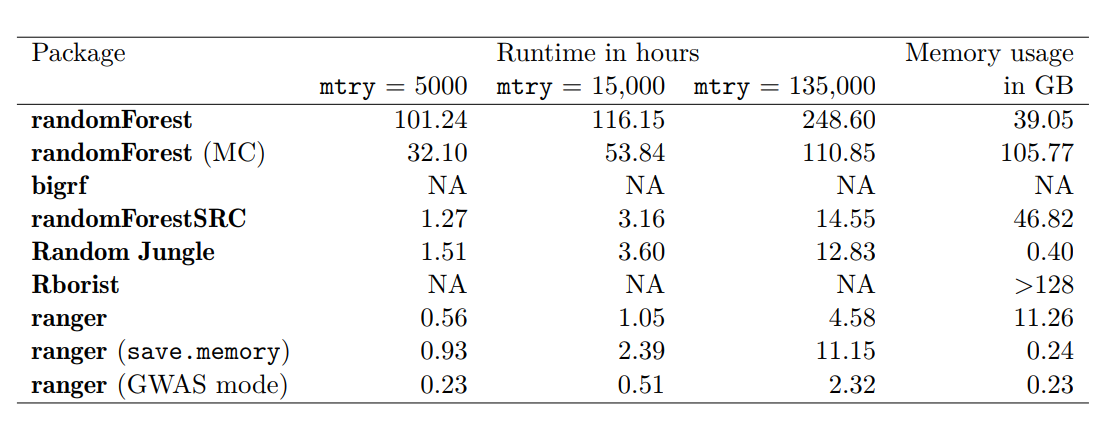 Package Runtime in hours Memory usage
mtry = 5000 mtry = 15,000 mtry = 135,000 in GB
randomForest 101.24 116.15 248.60 39.05
randomForest (MC) 32.10 53.84 110.85 105.77
bigrf NA NA NA NA
randomForestSRC 1.27 3.16 14.55 46.82
Random Jungle 1.51 3.60 12.83 0.40
Rborist NA NA NA >128
ranger 0.56 1.05 4.58 11.26
ranger (save.memory) 0.93 2.39 11.15 0.24
ranger (GWAS mode) 0.23 0.51 2.32 0.23